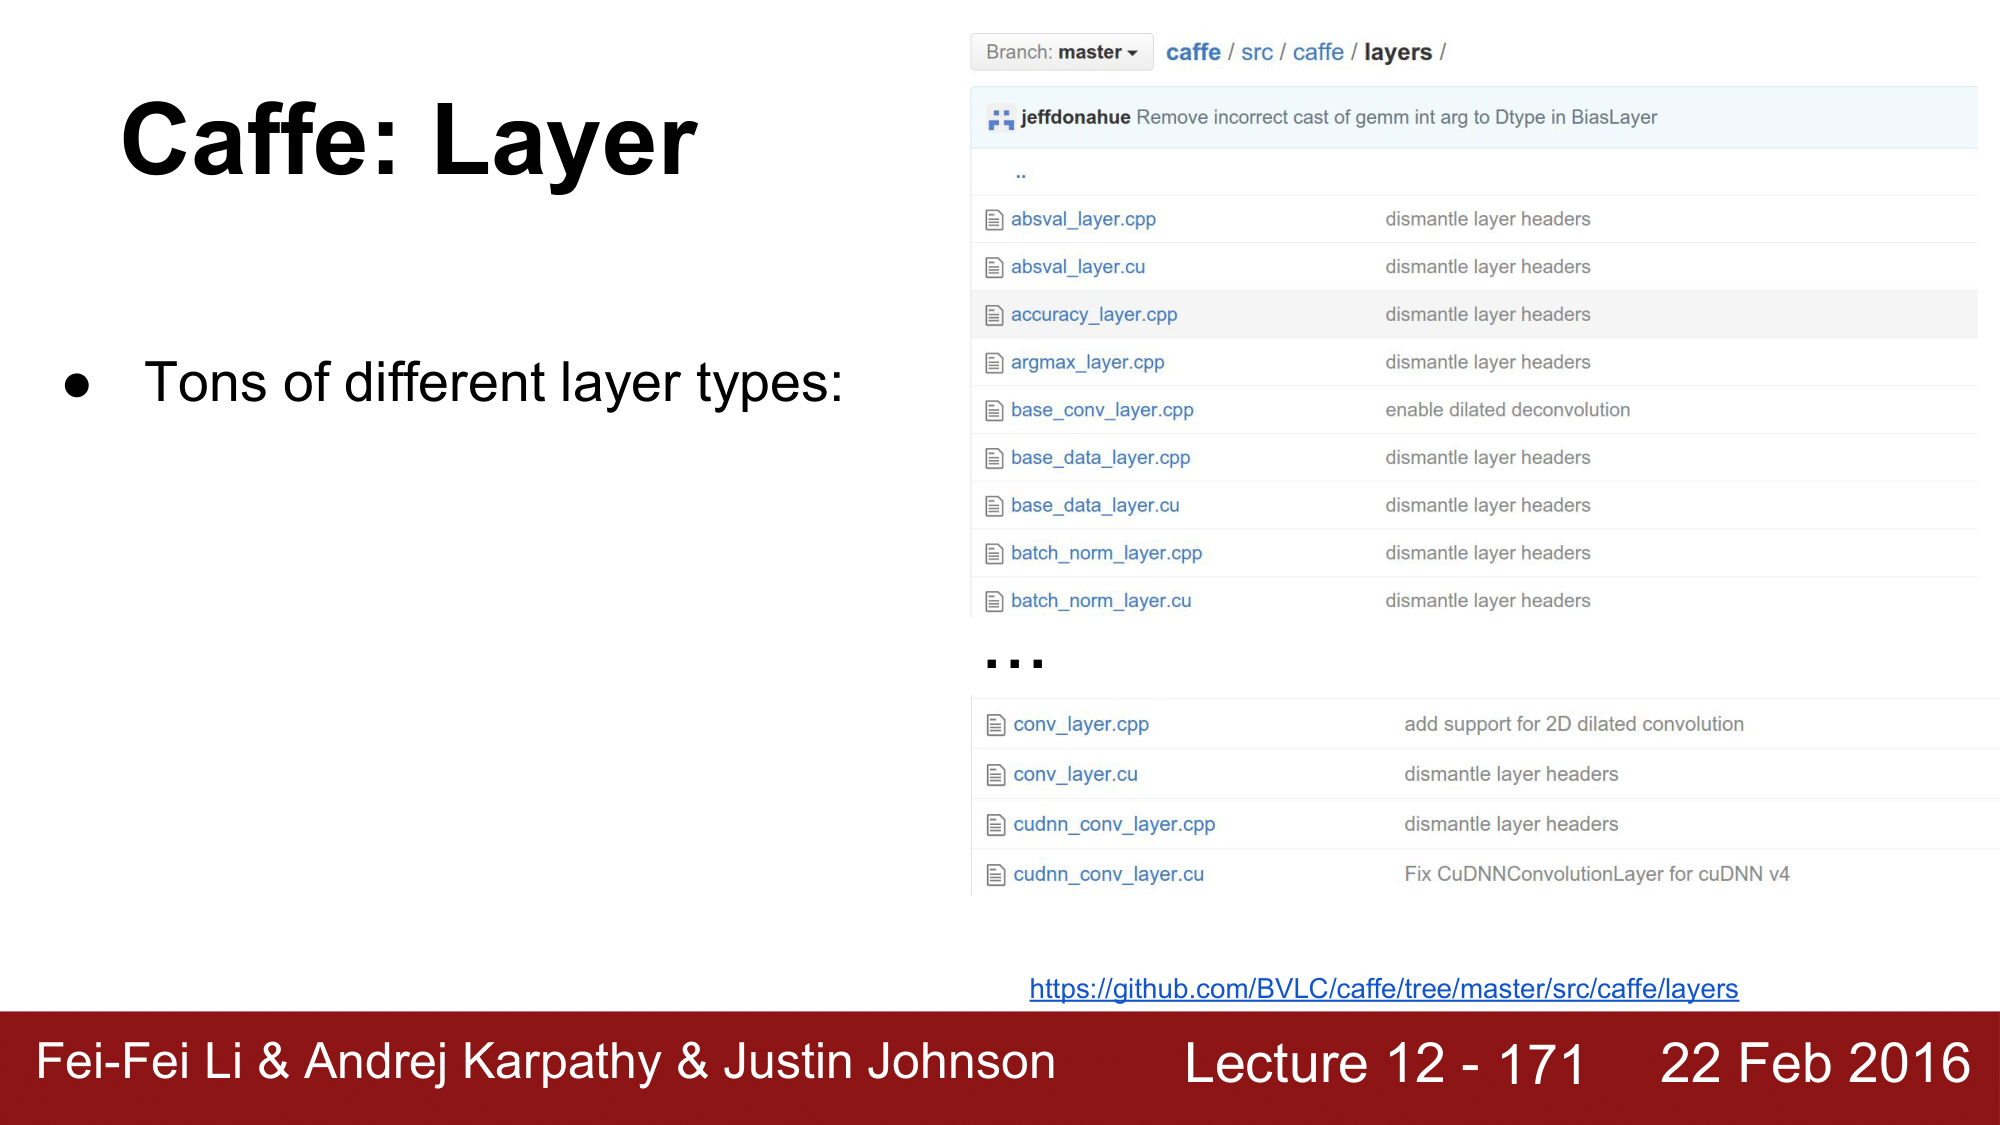 Caffe: Layer
● Tons of different layer types:
Branch: master caffe / src / caffe / layers /
jeffdonahue Remove incorrect cast of gemm int arg to Dtype in BiasLayer
..
absval_layer.cpp dismantle layer headers
absval_layer.cu dismantle layer headers
accuracy_layer.cpp dismantle layer headers
argmax_layer.cpp dismantle layer headers
base_conv_layer.cpp enable dilated deconvolution
base_data_layer.cpp dismantle layer headers
base_data_layer.cu dismantle layer headers
batch_norm_layer.cpp dismantle layer headers
batch_norm_layer.cu dismantle layer headers
...
conv_layer.cpp add support for 2D dilated convolution
conv_layer.cu dismantle layer headers
cudnn_conv_layer.cpp dismantle layer headers
cudnn_conv_layer.cu Fix CuDNNConvolutionLayer for cuDNN v4
https://github.com/BVLC/caffe/tree/master/src/caffe/layers
Fei-Fei Li & Andrej Karpathy & Justin Johnson Lecture 12 - 171 22 Feb 2016